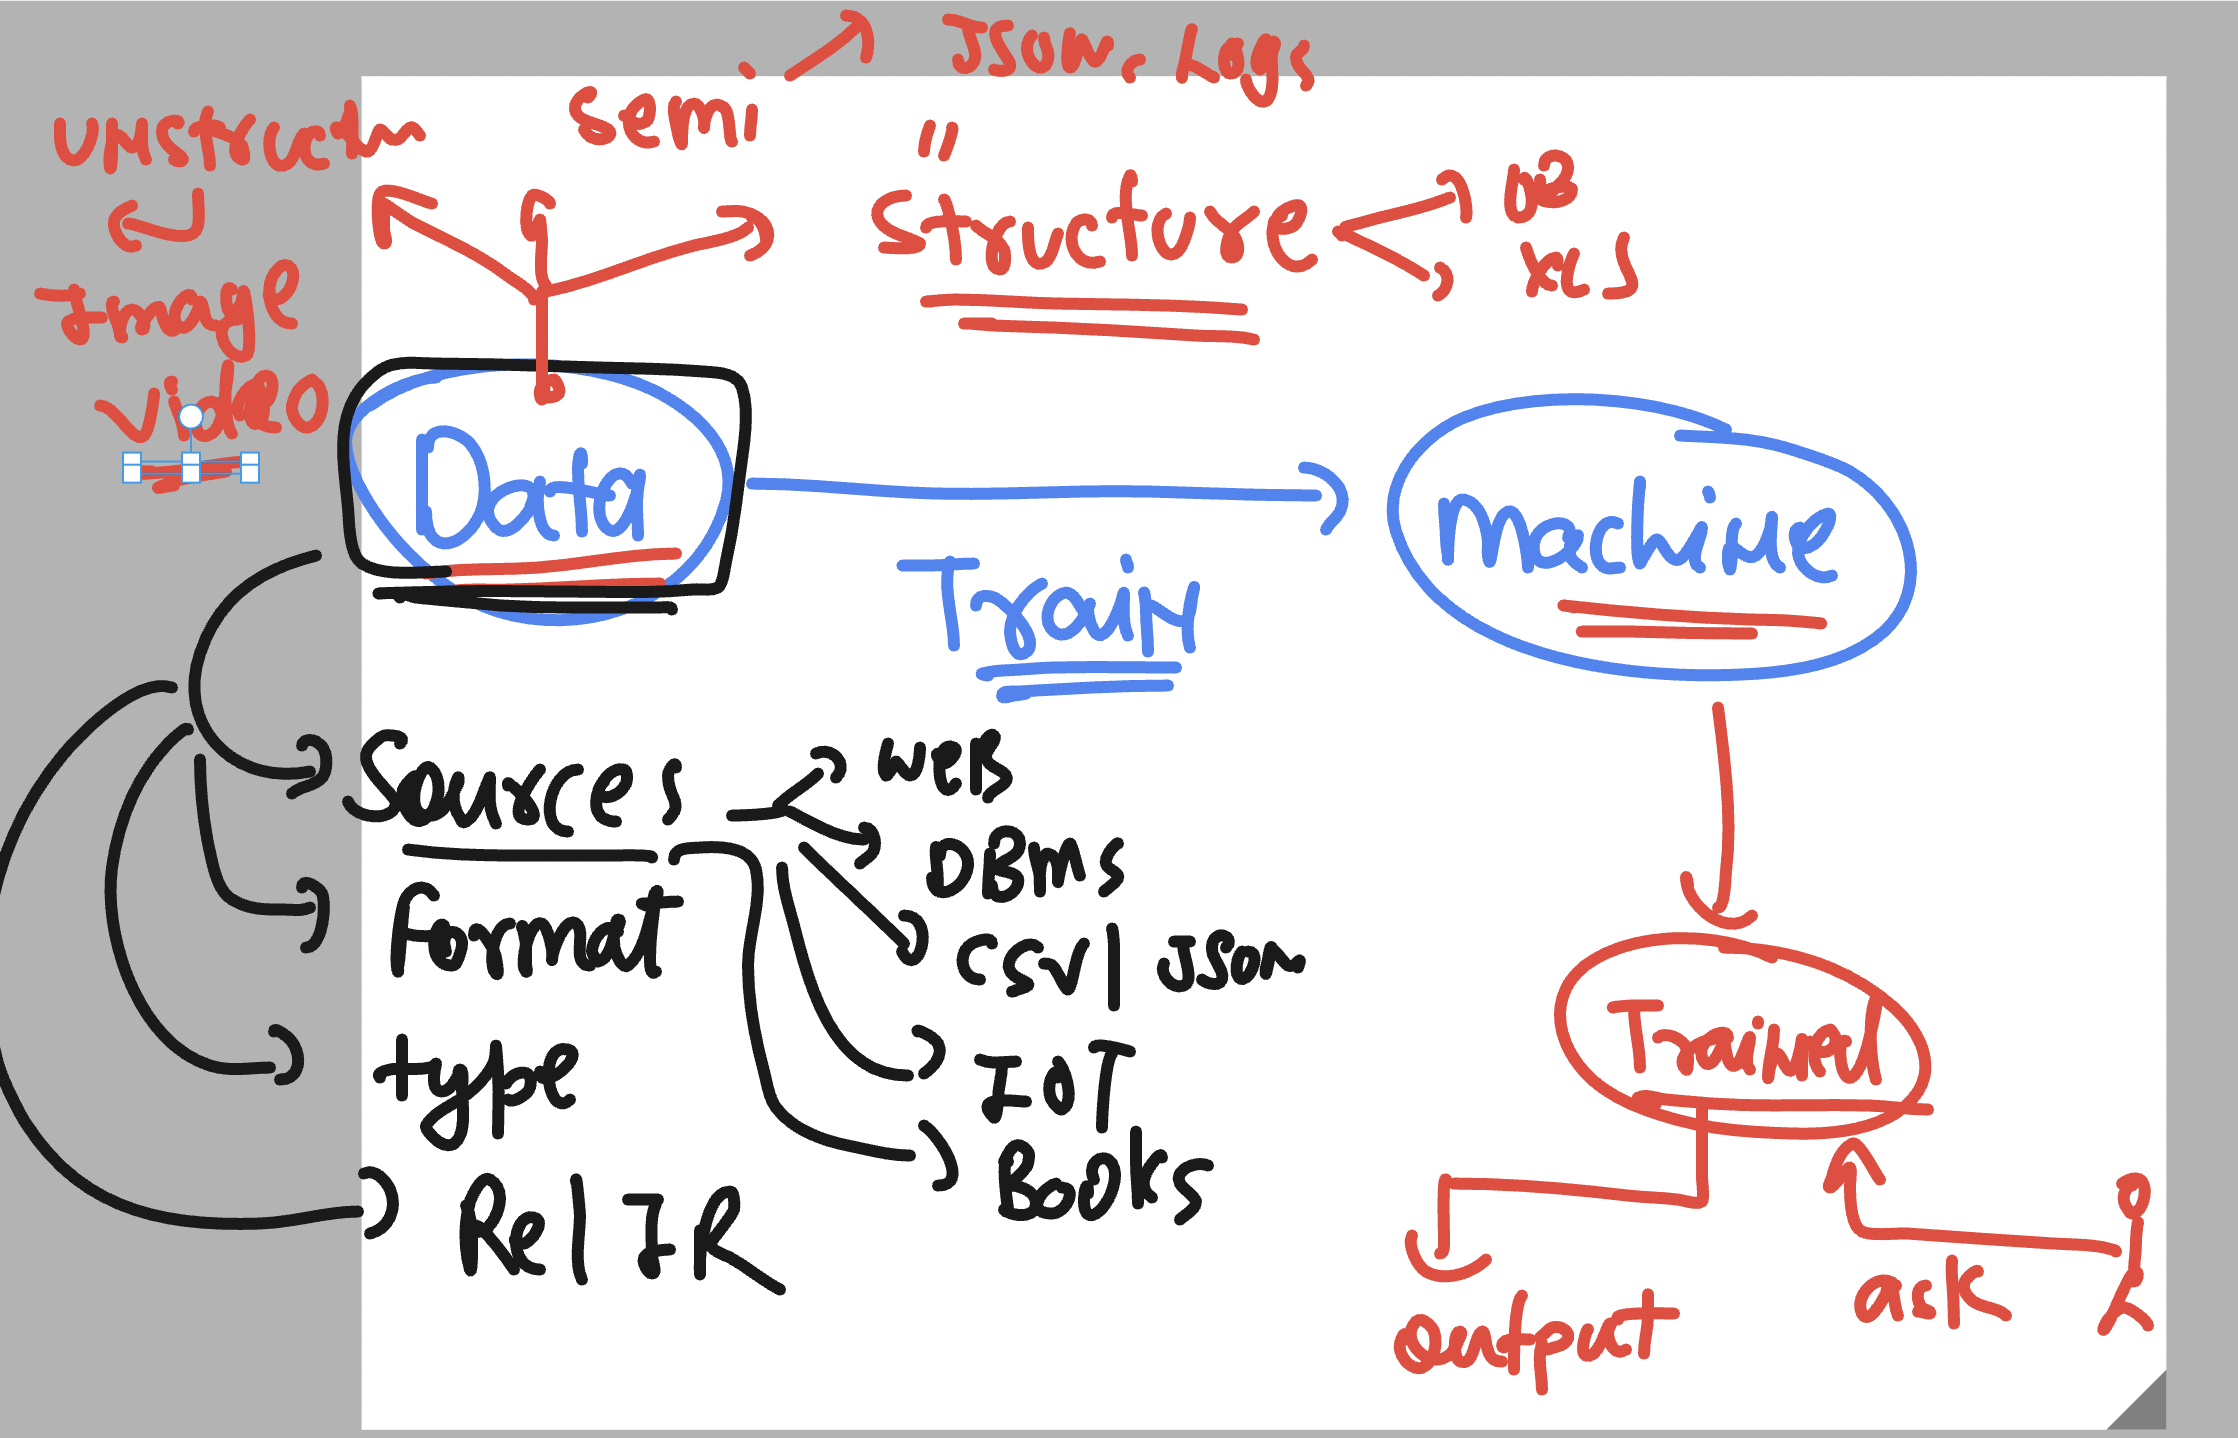 semi JSON, Logs
Unstructu
"
Structure
DB
XLS
Image
Video
Data
Machine
Train
Sources
Web
DBMS
CSV | JSON
Format
Type
IOT
Books
Re | IR
Trained
ask
output